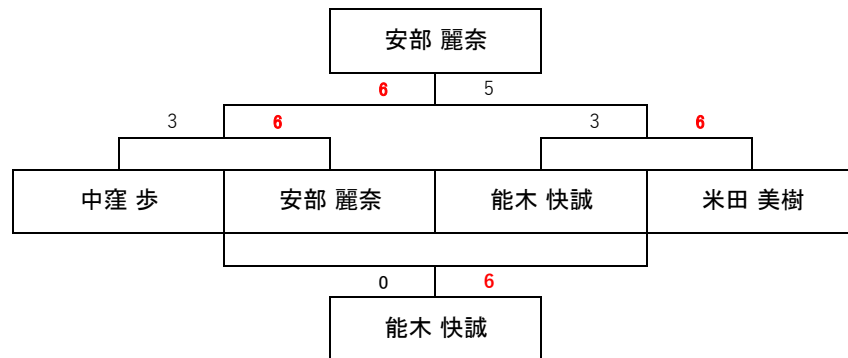 安部 麗奈
6 5
3 6 3 6
中窪 歩 安部 麗奈 能木 快誠 米田 美樹
0 6
能木 快誠